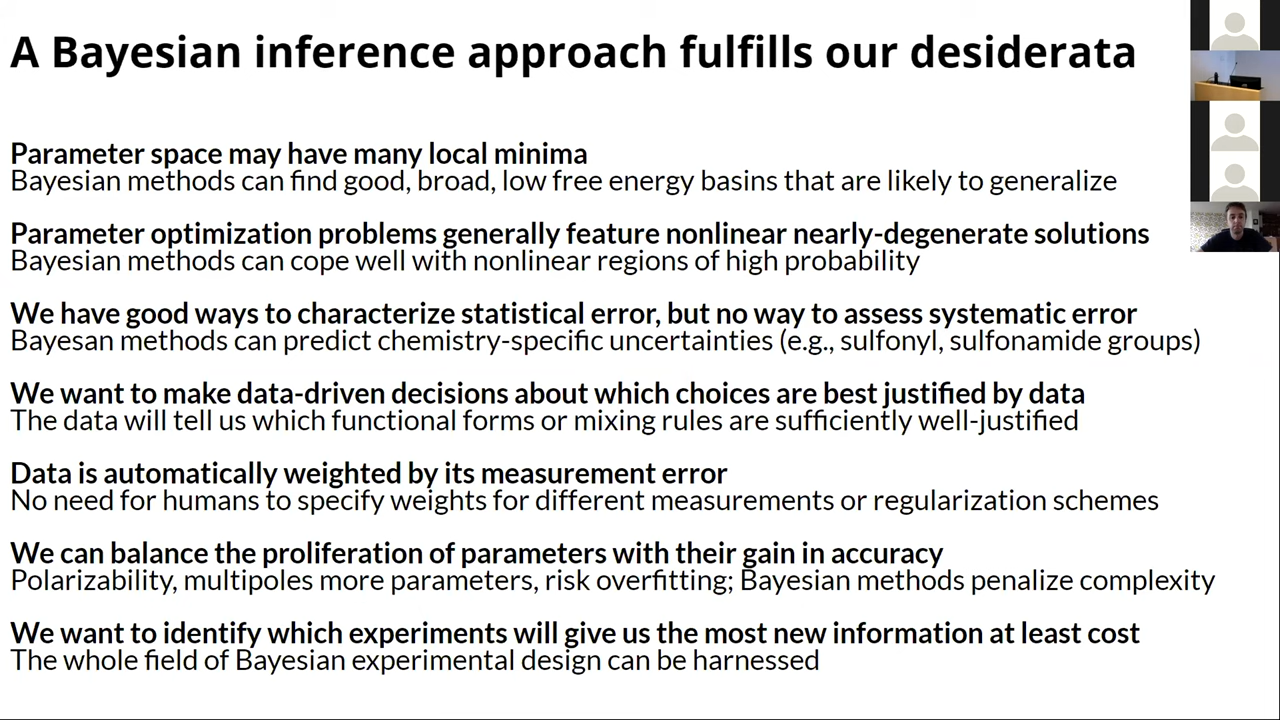 A Bayesian inference approach fulfills our desiderata
Parameter space may have many local minima
Bayesian methods can find good, broad, low free energy basins that are likely to generalize
Parameter optimization problems generally feature nonlinear nearly-degenerate solutions
Bayesian methods can cope well with nonlinear regions of high probability
We have good ways to characterize statistical error, but no way to assess systematic error
Bayesan methods can predict chemistry-specific uncertainties (e.g., sulfonyl, sulfonamide groups)
We want to make data-driven decisions about which choices are best justified by data
The data will tell us which functional forms or mixing rules are sufficiently well-justified
Data is automatically weighted by its measurement error
No need for humans to specify weights for different measurements or regularization schemes
We can balance the proliferation of parameters with their gain in accuracy
Polarizability, multipoles more parameters, risk overfitting; Bayesian methods penalize complexity
We want to identify which experiments will give us the most new information at least cost
The whole field of Bayesian experimental design can be harnessed